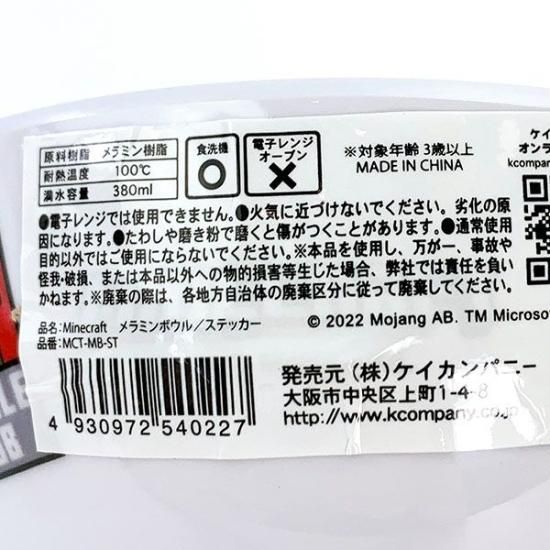 原料樹脂 メラミン樹脂
耐熱温度 100℃
満水容量 380ml
食洗機
電子レンジ
オーブン
※対象年齢 3歳以上
MADE IN CHINA
ケイ
オンラ
kcompany
●電子レンジでは使用できません。●火気に近づけないでください。劣化の原
因になります。●たわしや磨き粉で磨くと傷がつくことがあります。●通常使用
目的以外ではご使用にならないでください。※本品を使用し、万が一、事故や
怪我・破損、または本品以外への物的損害等生じた場合、弊社では責任を負い
かねます。※廃棄の際は、各地方自治体の廃棄区分に従って廃棄してください。
品名:Minecraft メラミンボウル/ステッカー
品番:MCT-MB-ST
© 2022 Mojang AB. TM Microsof
4 930972 540227
発売元(株)ケイカンパニー
大阪市中央区上町1-4-8
http://www.kcompany.co.jp